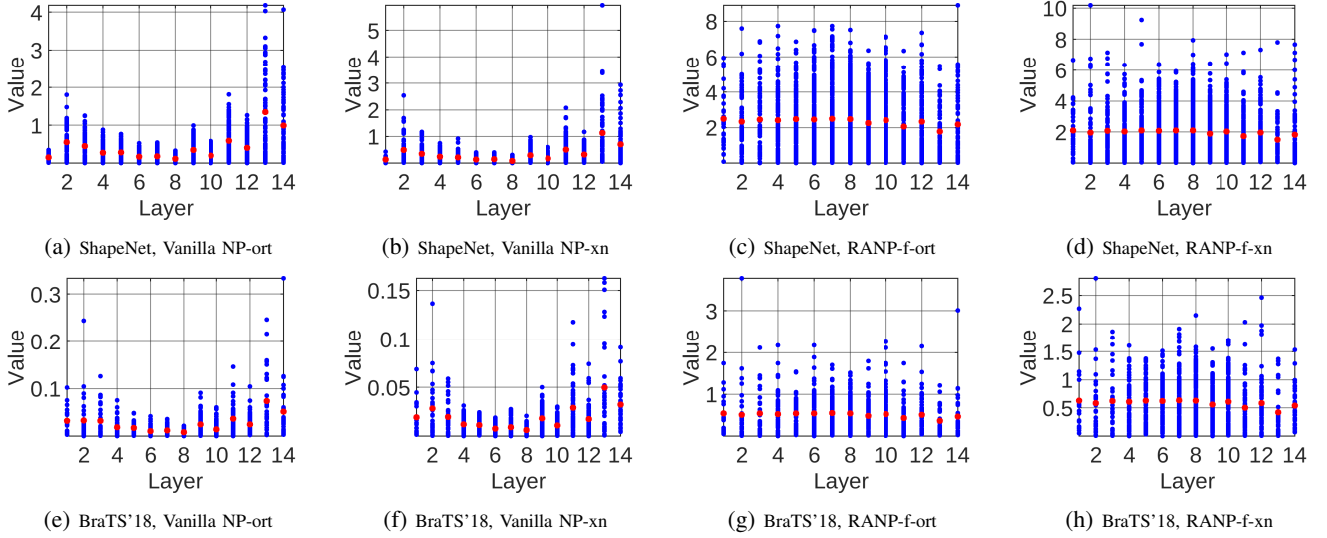 4
3
2
1
Value
2 4 6 8 10 12 14
Layer
(a) ShapeNet, Vanilla NP-ort
5
4
3
2
1
Value
2 4 6 8 10 12 14
Layer
(b) ShapeNet, Vanilla NP-xn
8
6
4
2
Value
2 4 6 8 10 12 14
Layer
(c) ShapeNet, RANP-f-ort
10
8
6
4
2
Value
2 4 6 8 10 12 14
Layer
(d) ShapeNet, RANP-f-xn
0.3
0.2
0.1
Value
2 4 6 8 10 12 14
Layer
(e) BraTS’18, Vanilla NP-ort
0.15
0.1
0.05
Value
2 4 6 8 10 12 14
Layer
(f) BraTS’18, Vanilla NP-xn
3
2
1
Value
2 4 6 8 10 12 14
Layer
(g) BraTS’18, RANP-f-ort
2.5
2
1.5
1
0.5
Value
2 4 6 8 10 12 14
Layer
(h) BraTS’18, RANP-f-xn